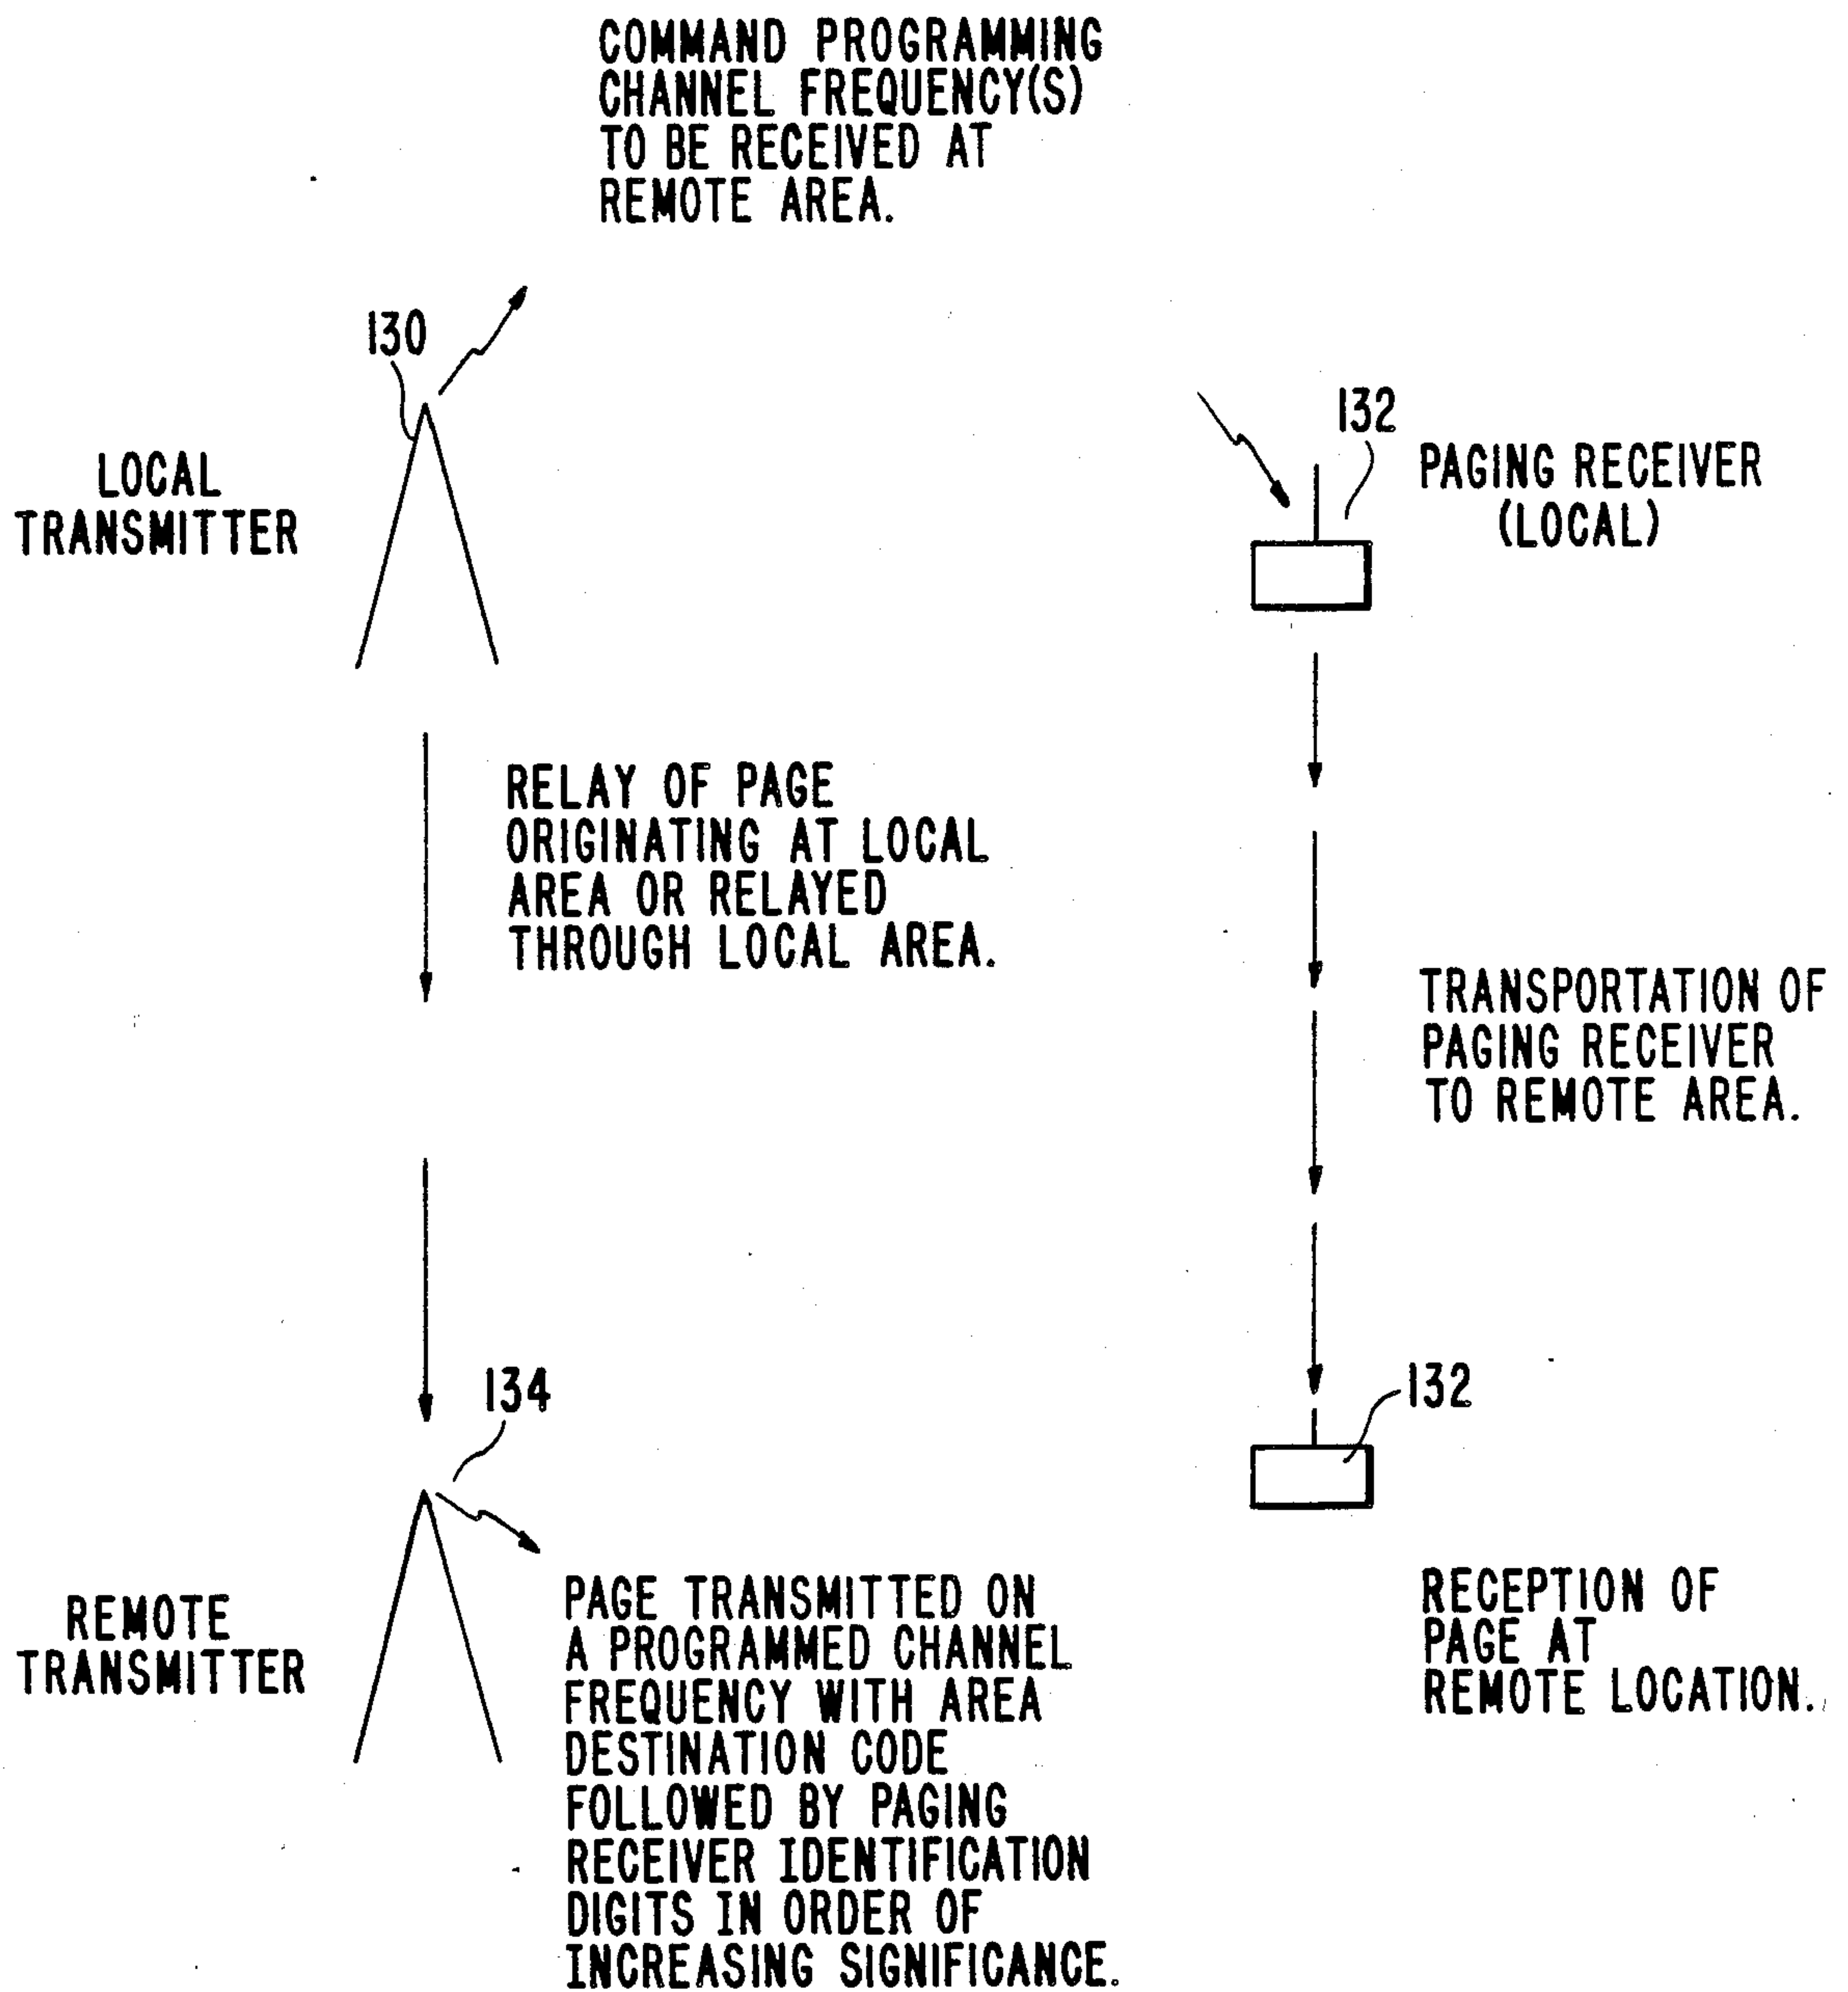 COMMAND PROGRAMMING
CHANNEL FREQUENCY(S)
TO BE RECEIVED AT
REMOTE AREA.
130
LOCAL
TRANSMITTER
132
PAGING RECEIVER
(LOCAL)
RELAY OF PAGE
ORIGINATING AT LOCAL
AREA OR RELAYED
THROUGH LOCAL AREA.
TRANSPORTATION OF
PAGING RECEIVER
TO REMOTE AREA.
134
132
REMOTE
TRANSMITTER
PAGE TRANSMITTED ON
A PROGRAMMED CHANNEL
FREQUENCY WITH AREA
DESTINATION CODE
FOLLOWED BY PAGING
RECEIVER IDENTIFICATION
DIGITS IN ORDER OF
INCREASING SIGNIFICANCE.
RECEPTION OF
PAGE AT
REMOTE LOCATION.